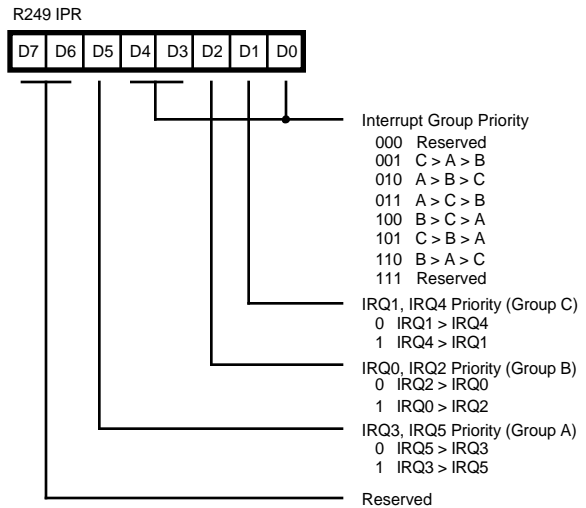 R249 IPR
D7 D6 D5 D4 D3 D2 D1 D0
Interrupt Group Priority
000 Reserved
001 C > A > B
010 A > B > C
011 A > C > B
100 B > C > A
101 C > B > A
110 B > A > C
111 Reserved
IRQ1, IRQ4 Priority (Group C)
0 IRQ1 > IRQ4
1 IRQ4 > IRQ1
IRQ0, IRQ2 Priority (Group B)
0 IRQ2 > IRQ0
1 IRQ0 > IRQ2
IRQ3, IRQ5 Priority (Group A)
0 IRQ5 > IRQ3
1 IRQ3 > IRQ5
Reserved